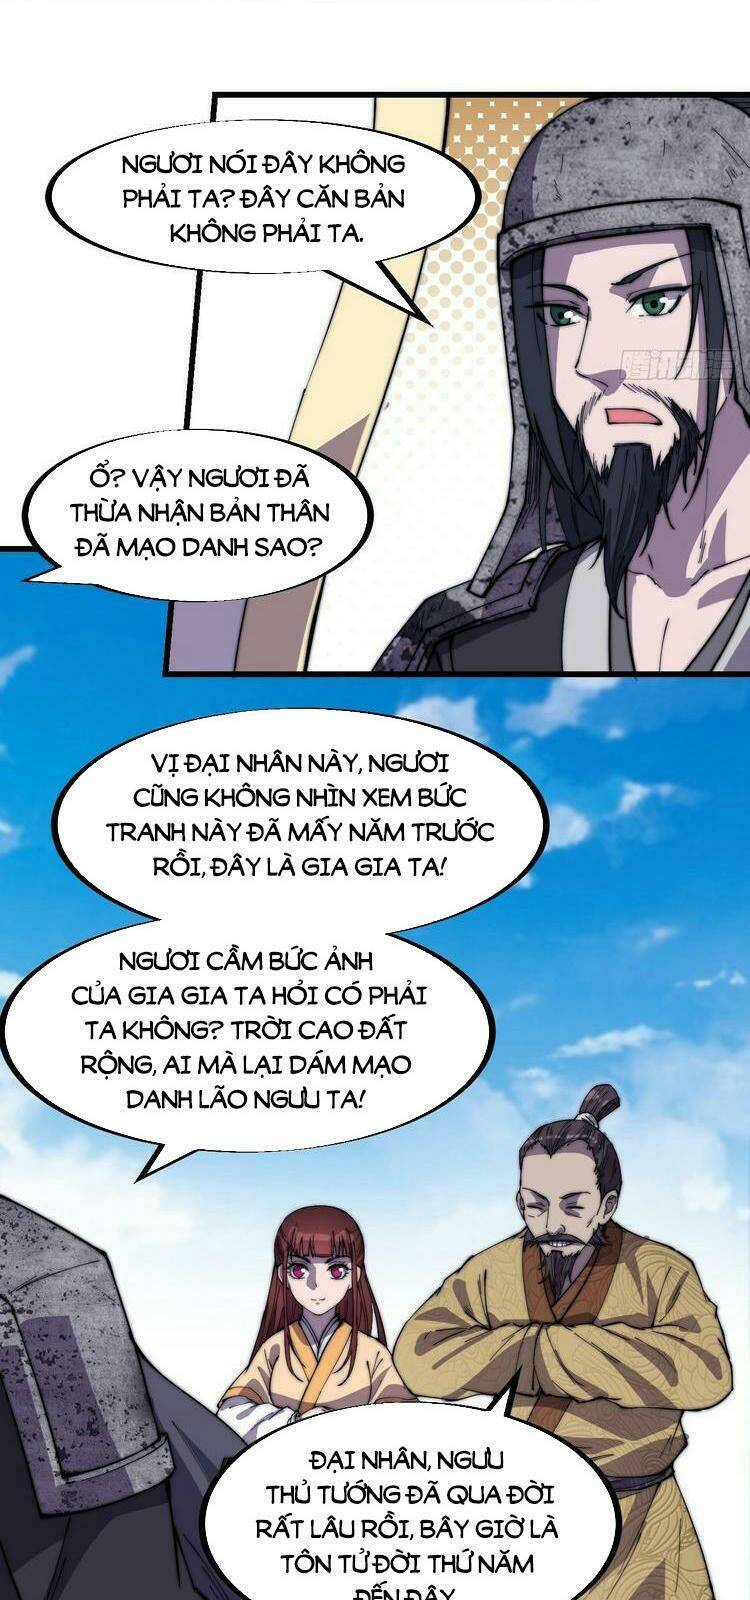 NGƯƠI NÓI ĐÂY KHÔNG
PHẢI TA? ĐÂY CĂN BẢN
KHÔNG PHẢI TA.
Ồ? VẬY NGƯƠI ĐÃ
THỪA NHẬN BẢN THÂN
ĐÃ MẠO DANH SAO?
VỊ ĐẠI NHÂN NÀY, NGƯƠI
CŨNG KHÔNG NHÌN XEM BỨC
TRANH NÀY ĐÃ MẤY NĂM TRƯỚC
RỒI, ĐÂY LÀ GIA GIA TA!
NGƯƠI CẦM BỨC ẢNH
CỦA GIA GIA TA HỎI CÓ PHẢI
TA KHÔNG? TRỜI CAO ĐẤT
RỘNG, AI MÀ LẠI DÁM MẠO
DANH LÃO NGƯU TA!
ĐẠI NHÂN, NGƯU
THỦ TƯỚNG ĐÃ QUA ĐỜI
RẤT LÂU RỒI, BÂY GIỜ LÀ
TÔN TỬ ĐỜI THỨ NĂM
ĐẾN ĐÂY